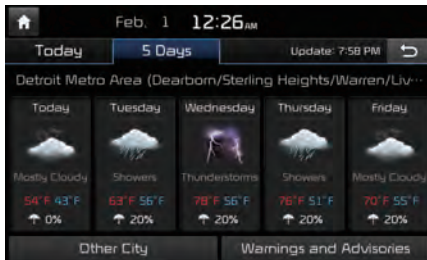 Feb. 1 12:26 AM
Today 5 Days Update: 7:58 PM
Detroit Metro Area (Dearborn/Sterling Heights/Warren/Liv···
Today Tuesday Wednesday Thursday Friday
Mostly Cloudy Showers Thunderstorms Showers Mostly Cloudy
54°F 43°F 63°F 56°F 78°F 56°F 76°F 51°F 70°F 55°F
0% 20% 20% 20% 20%
Other City Warnings and Advisories